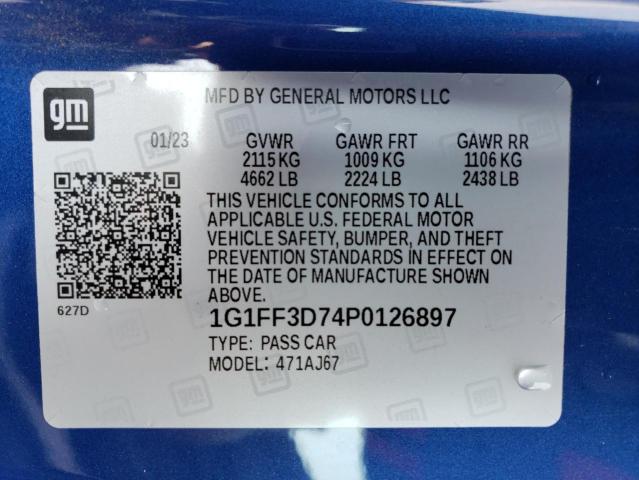 gm
MFD BY GENERAL MOTORS LLC
01/23 GVWR GAWR FRT GAWR RR
2115 KG 1009 KG 1106 KG
4662 LB 2224 LB 2438 LB
THIS VEHICLE CONFORMS TO ALL
APPLICABLE U.S. FEDERAL MOTOR
VEHICLE SAFETY, BUMPER, AND THEFT
PREVENTION STANDARDS IN EFFECT ON
THE DATE OF MANUFACTURE SHOWN
ABOVE.
627D
1G1FF3D74P0126897
TYPE: PASS CAR
MODEL: 471AJ67